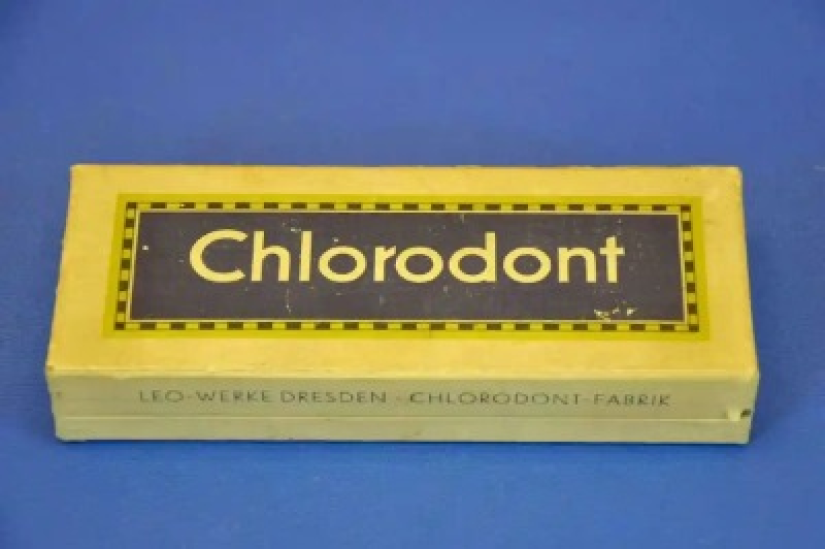 Chlorodont
LEO-WERKE DRESDEN - CHLORODONT-FABRIK